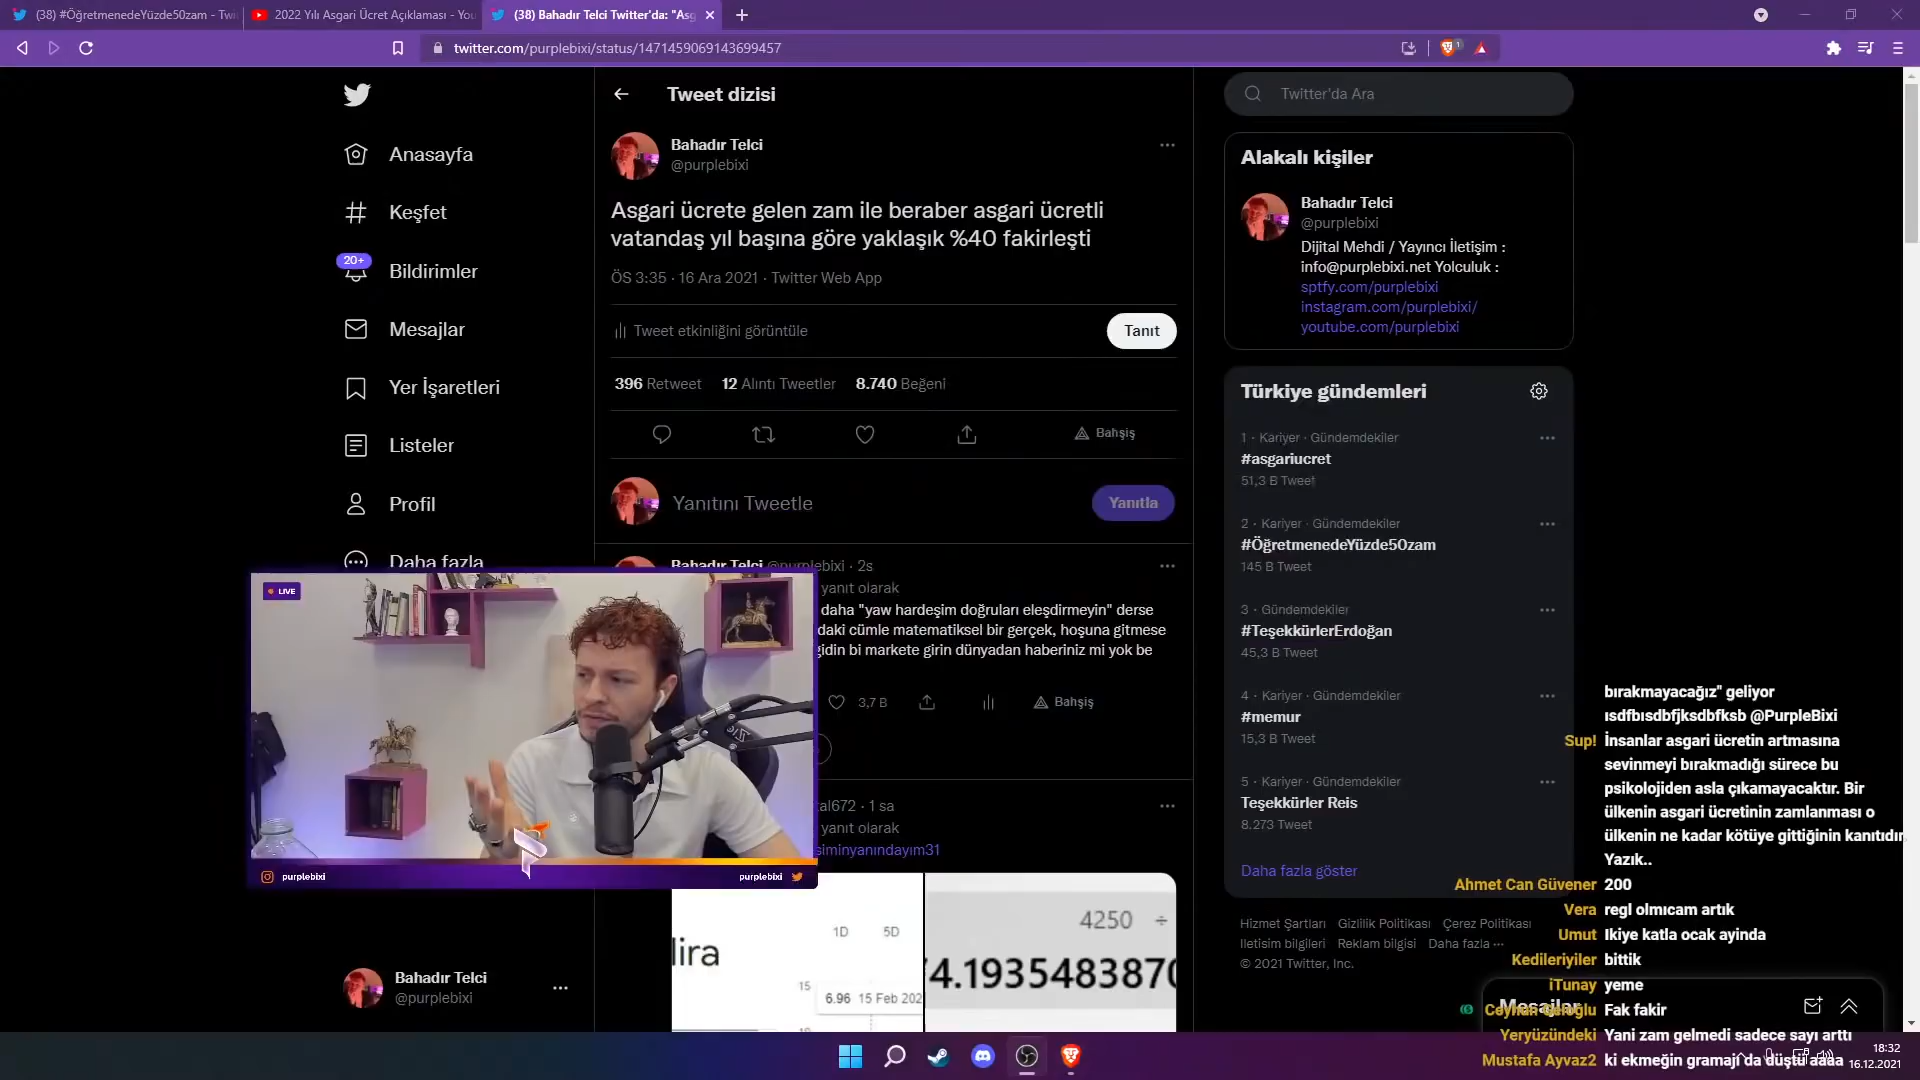 (38) #ÖğretmenedeYüzde50zam - Twi
2022 Yılı Asgari Ücret Açıklaması - You
(38) Bahadır Telci Twitter'da: "Asg
twitter.com/purplebixi/status/1471459069143699457
Anasayfa
Keşfet
20+
Bildirimler
Mesajlar
Yer İşaretleri
Listeler
Profil
Daha fazla
Bahadır Telci
@purplebixi
Tweet dizisi
Bahadır Telci
@purplebixi
Asgari ücrete gelen zam ile beraber asgari ücretli
vatandaş yıl başına göre yaklaşık %40 fakirleşti
ÖS 3:35 · 16 Ara 2021 · Twitter Web App
Tweet etkinliğini görüntüle
Tanıt
396 Retweet 12 Alıntı Tweetler 8.740 Beğeni
Bahşiş
Yanıtını Tweetle
Yanıtla
Bahadır Telci @purplebixi · 2s
yanıt olarak
daha "yaw hardeşim doğruları eleşdirmeyin" derse
daki cümle matematiksel bir gerçek, hoşuna gitmese
gidin bi markete girin dünyadan haberiniz mi yok be
3,7 B
Bahşiş
al672 · 1 sa
yanıt olarak
siminyanındayım31
lira
1D 5D
15
6.96 15 Feb 202
10
4250 ÷
74.1935483870
LIVE
purplebixi
purplebixi
Twitter'da Ara
Alakalı kişiler
Bahadır Telci
@purplebixi
Dijital Mehdi / Yayıncı İletişim :
info@purplebixi.net Yolculuk :
sptfy.com/purplebixi
instagram.com/purplebixi/
youtube.com/purplebixi
Türkiye gündemleri
1 · Kariyer · Gündemdekiler
#asgariucret
51,3 B Tweet
2 · Kariyer · Gündemdekiler
#ÖğretmenedeYüzde50zam
145 B Tweet
3 · Gündemdekiler
#TeşekkürlerErdoğan
45,3 B Tweet
4 · Kariyer · Gündemdekiler
#memur
15,3 B Tweet
5 · Kariyer · Gündemdekiler
Teşekkürler Reis
8.273 Tweet
Daha fazla göster
Hizmet Şartları Gizlilik Politikası Çerez Politikası
İletisim bilgileri Reklam bilgisi Daha fazla ···
© 2021 Twitter, Inc.
Mesajlar
bırakmayacağız" geliyor
ısdfbısdbfjksdbfksb @PurpleBixi
Sup! İnsanlar asgari ücretin artmasına
sevinmeyi bırakmadığı sürece bu
psikolojiden asla çıkamayacaktır. Bir
ülkenin asgari ücretinin zamlanması o
ülkenin ne kadar kötüye gittiğinin kanıtıdır
Yazık..
Ahmet Can Güvener 200
Vera regl olmıcam artık
Umut Ikiye katla ocak ayinda
Kedileriyiler bittik
iTunay yeme
Fak fakir
Yeryüzündeki Yani zam gelmedi sadece sayı arttı
Mustafa Ayvaz2 ki ekmeğin gramajı da düştü aaaa
18:32
16.12.2021